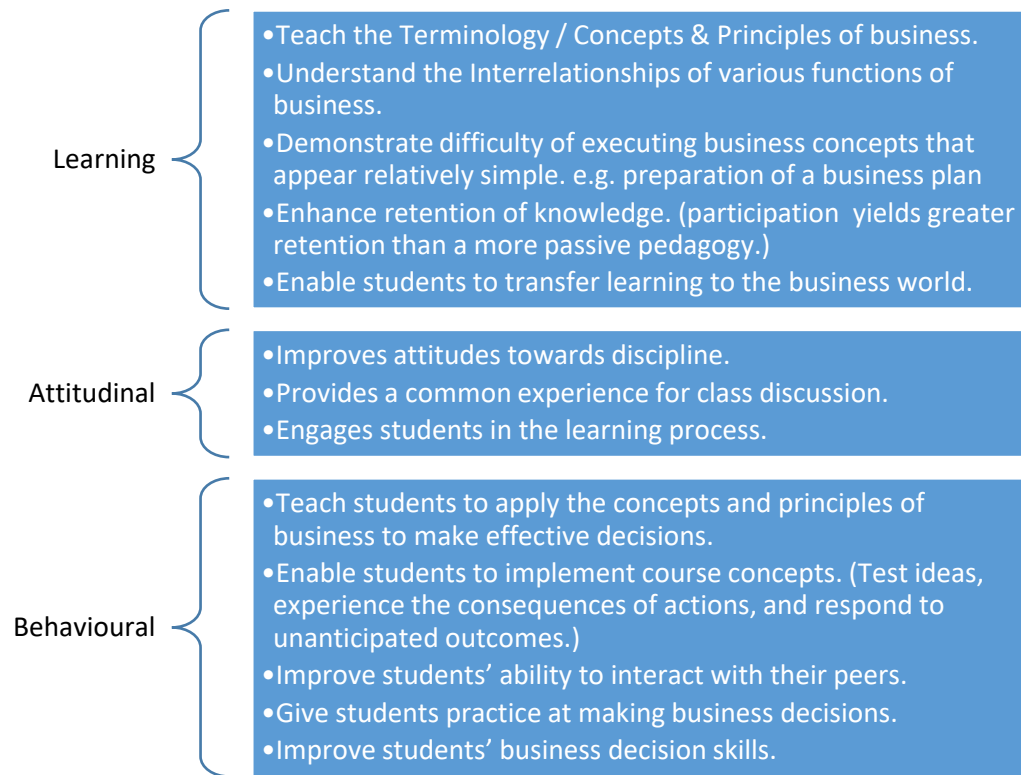 Learning
•Teach the Terminology / Concepts & Principles of business.
•Understand the Interrelationships of various functions of
business.
•Demonstrate difficulty of executing business concepts that
appear relatively simple. e.g. preparation of a business plan
•Enhance retention of knowledge. (participation  yields greater
retention than a more passive pedagogy.)
•Enable students to transfer learning to the business world.
Attitudinal
•Improves attitudes towards discipline.
•Provides a common experience for class discussion.
•Engages students in the learning process.
Behavioural
•Teach students to apply the concepts and principles of
business to make effective decisions.
•Enable students to implement course concepts. (Test ideas,
experience the consequences of actions, and respond to
unanticipated outcomes.)
•Improve students’ ability to interact with their peers.
•Give students practice at making business decisions.
•Improve students’ business decision skills.